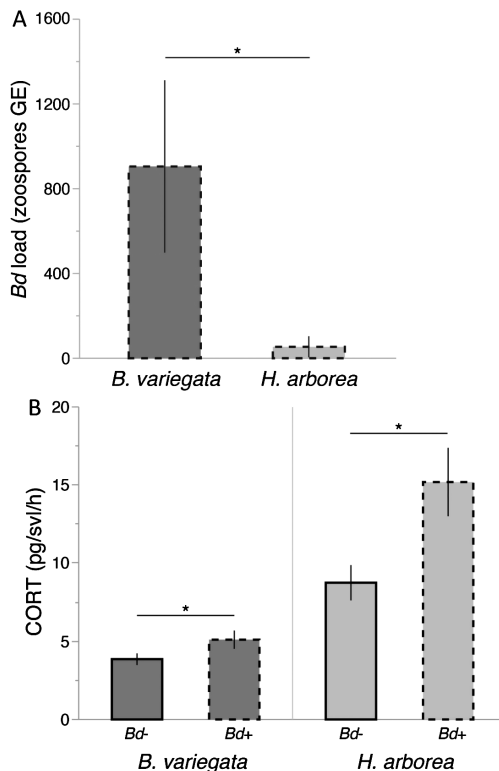 A
1600
*
1200
Bd load (zoospores GE)
800
400
0
B. variegata H. arborea
B
20
*
15
CORT (pg/svl/h)
10
*
5
0
Bd- Bd+ Bd- Bd+
B. variegata H. arborea